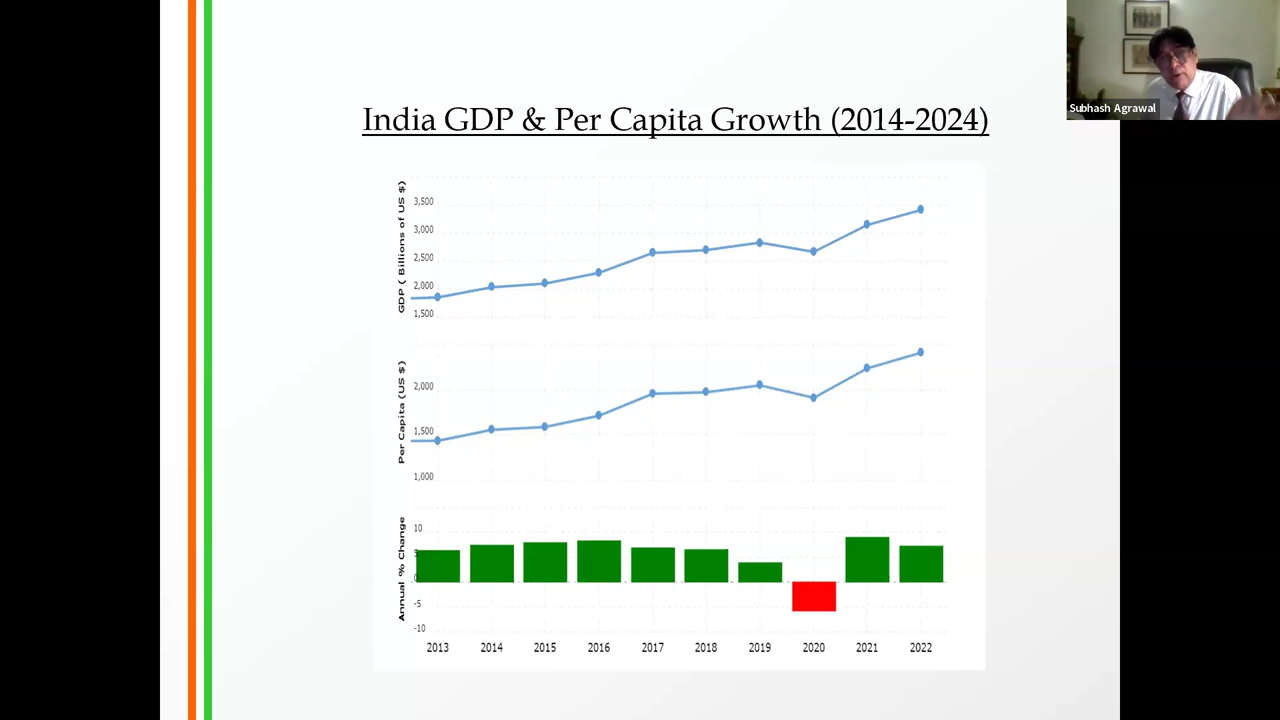 India GDP & Per Capita Growth (2014-2024)
Subhash Agrawal
GDP ( Billions of US $)
3,500
3,000
2,500
2,000
1,500
Per Capita (US $)
2,000
1,500
1,000
Annual % Change
10
-5
-10
2013 2014 2015 2016 2017 2018 2019 2020 2021 2022